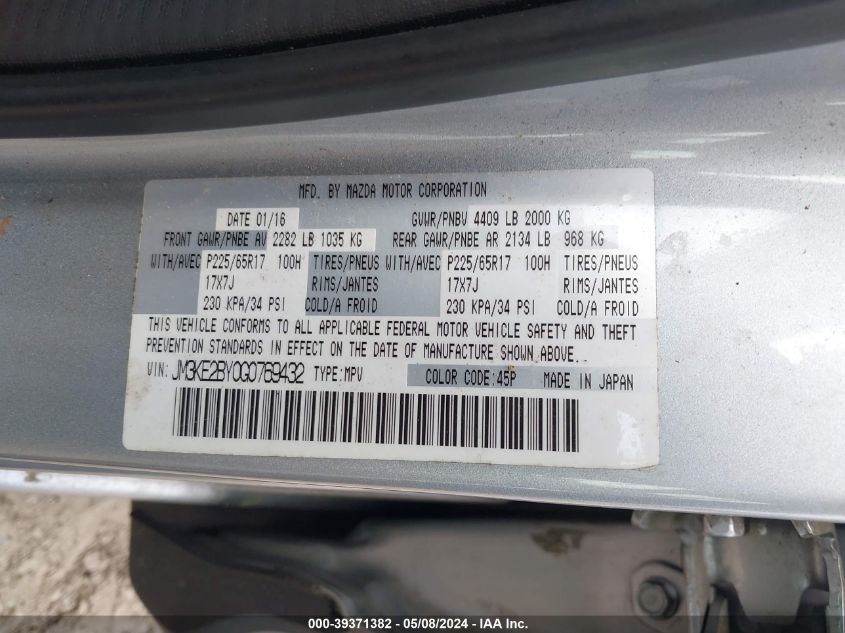 MFD. BY MAZDA MOTOR CORPORATION
DATE 01/16 GVWR/PNBV 4409 LB 2000 KG
FRONT GAWR/PNBE AV 2282 LB 1035 KG REAR GAWR/PNBE AR 2134 LB 968 KG
WITH/AVEC P225/65R17 100H TIRES/PNEUS WITH/AVEC P225/65R17 100H TIRES/PNEUS
17X7J RIMS/JANTES 17X7J RIMS/JANTES
230 KPA/34 PSI COLD/A FROID 230 KPA/34 PSI COLD/A FROID
THIS VEHICLE CONFORMS TO ALL APPLICABLE FEDERAL MOTOR VEHICLE SAFETY AND THEFT
PREVENTION STANDARDS IN EFFECT ON THE DATE OF MANUFACTURE SHOWN ABOVE.
VIN: JM3KE2BY0G0769432 TYPE:MPV COLOR CODE:45P MADE IN JAPAN
000-39371382 / 05/08/2024 / IAAI.COM.